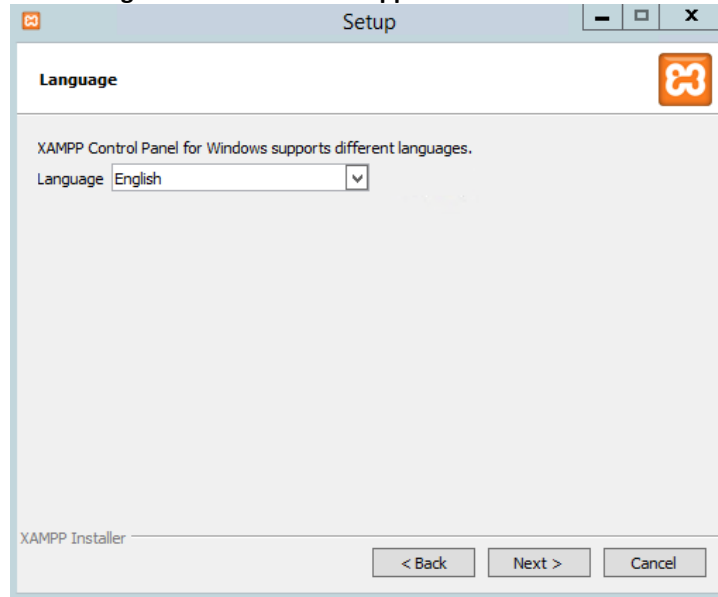 Setup
Language
XAMPP Control Panel for Windows supports different languages.
Language English
XAMPP Installer
< Back Next > Cancel